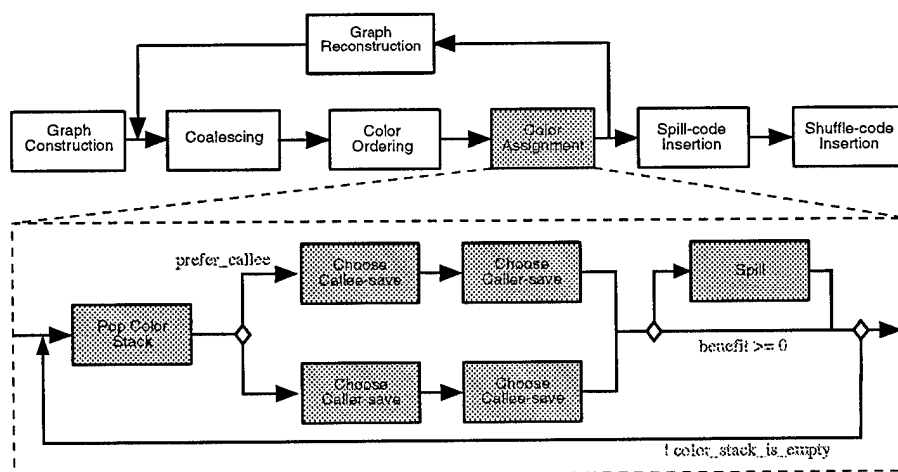 Graph
Reconstruction
Graph
Construction
Coalescing
Color
Ordering
Color
Assignment
Spill-code
Insertion
Shuffle-code
Insertion
prefer_callee
Choose
Callee-save
Choose
Caller-save
Spill
Pop Color
Stack
benefit >= 0
Choose
Caller-save
Choose
Callee-save
! color_stack_is_empty